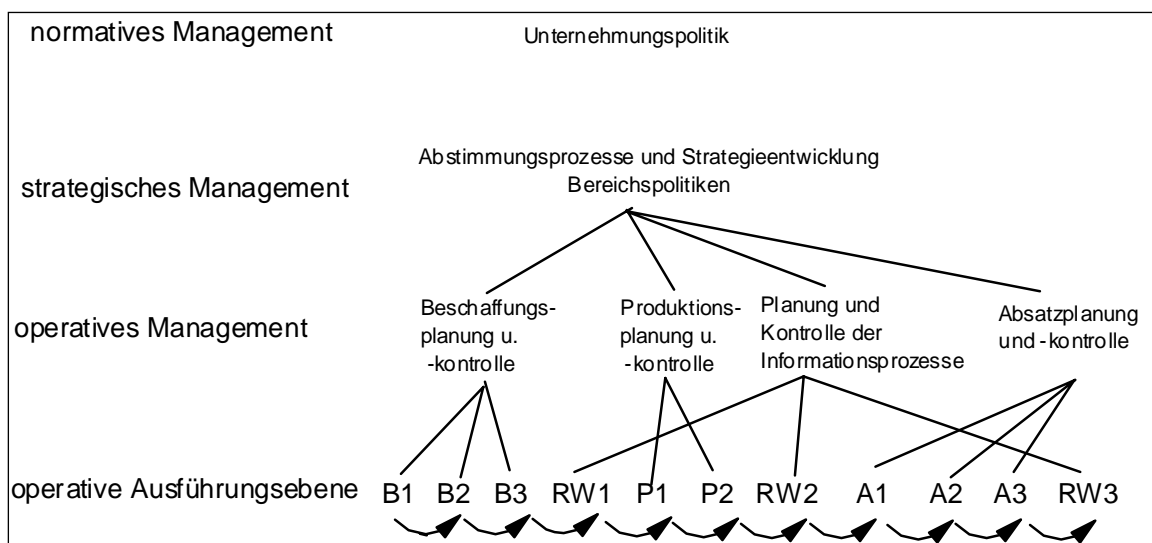 normatives Management
Unternehmungspolitik
Abstimmungsprozesse und Strategieentwicklung
Bereichspolitiken
strategisches Management
Beschaffungs-
planung u.
-kontrolle
Produktions-
planung u.
-kontrolle
Planung und
Kontrolle der
Informationsprozesse
Absatzplanung
und -kontrolle
operatives Management
operative Ausführungsebene
B1 B2 B3 RW1 P1 P2 RW2 A1 A2 A3 RW3